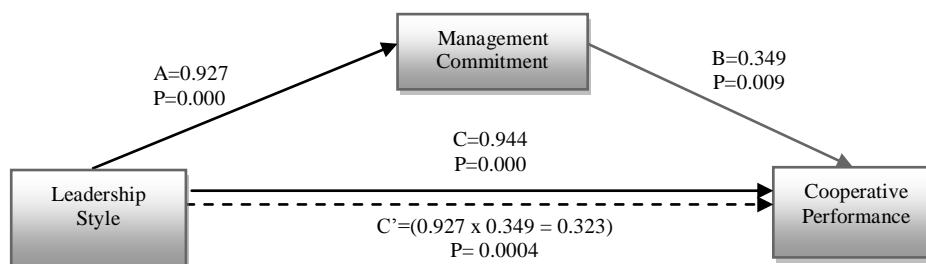 Management
Commitment
A=0.927
P=0.000
B=0.349
P=0.009
C=0.944
P=0.000
Leadership
Style
Cooperative
Performance
C’=(0.927 x 0.349 = 0.323)
P= 0.0004